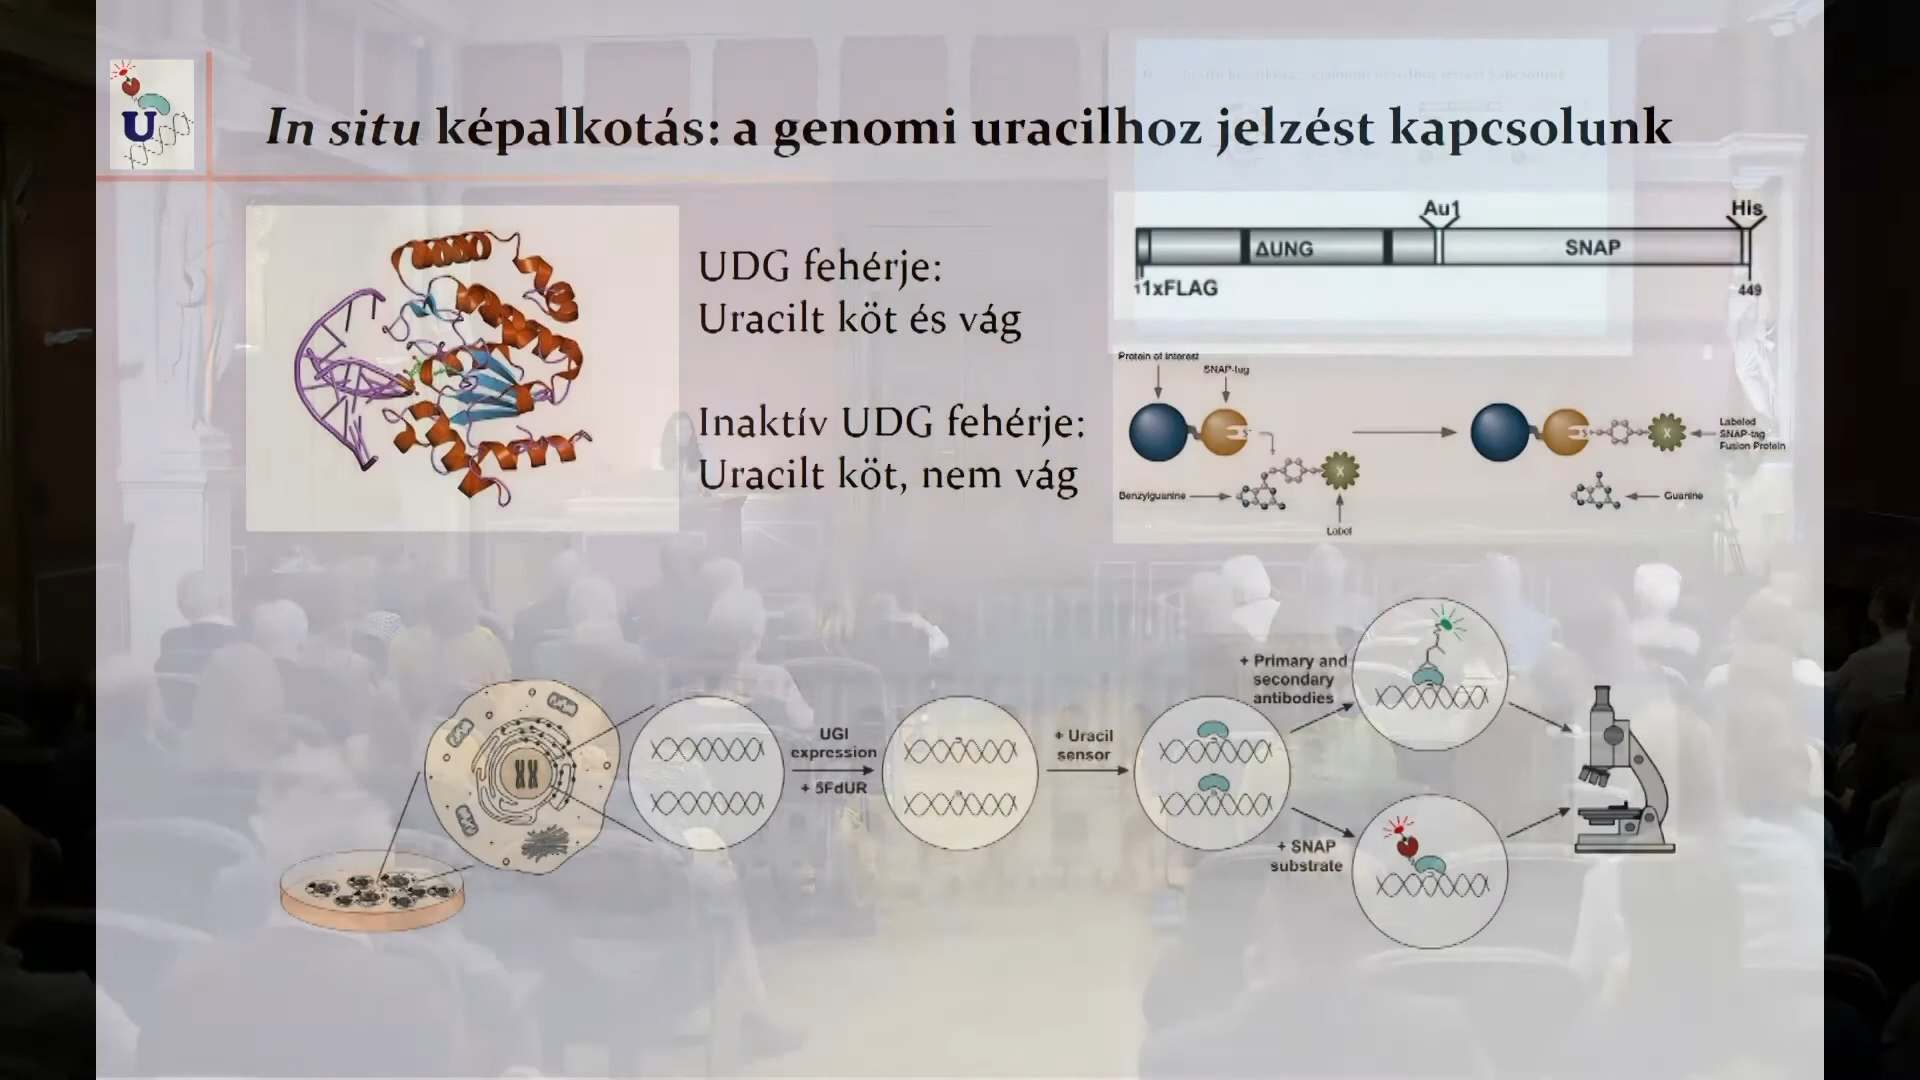 U
In situ képalkotás: a genomi uracilhoz jelzést kapcsolunk
UDG fehérje:
Uracilt köt és vág
Inaktív UDG fehérje:
Uracilt köt, nem vág
Au1
His
ΔUNG
SNAP
1xFLAG
449
Protein of Interest
SNAP-tag
Benzylguanine
X
Label
X
Labeled
SNAP-tag
Fusion Protein
Guanine
UGI
expression
+ 5FdUR
+ Uracil
sensor
+ Primary and
secondary
antibodies
+ SNAP
substrate